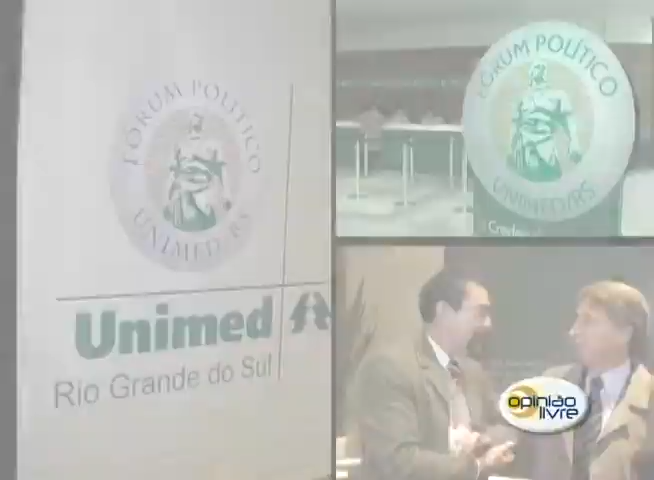 FÓRUM POLÍTICO
UNIMED/RS
Unimed
Rio Grande do Sul
FÓRUM POLÍTICO
UNIMED/RS
opinião
livre